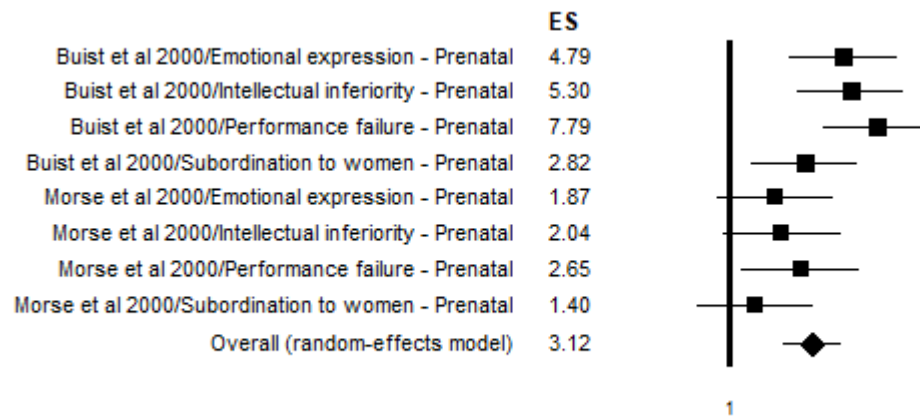 ES
Buist et al 2000/Emotional expression - Prenatal 4.79
Buist et al 2000/Intellectual inferiority - Prenatal 5.30
Buist et al 2000/Performance failure - Prenatal 7.79
Buist et al 2000/Subordination to women - Prenatal 2.82
Morse et al 2000/Emotional expression - Prenatal 1.87
Morse et al 2000/Intellectual inferiority - Prenatal 2.04
Morse et al 2000/Performance failure - Prenatal 2.65
Morse et al 2000/Subordination to women - Prenatal 1.40
Overall (random-effects model) 3.12
1